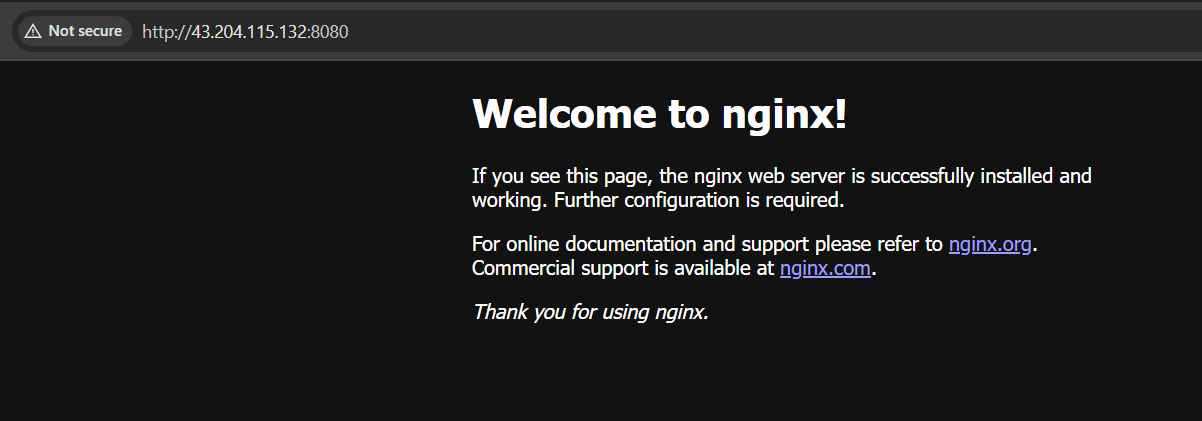 Not secure http://43.204.115.132:8080
Welcome to nginx!
If you see this page, the nginx web server is successfully installed and
working. Further configuration is required.
For online documentation and support please refer to nginx.org.
Commercial support is available at nginx.com.
Thank you for using nginx.